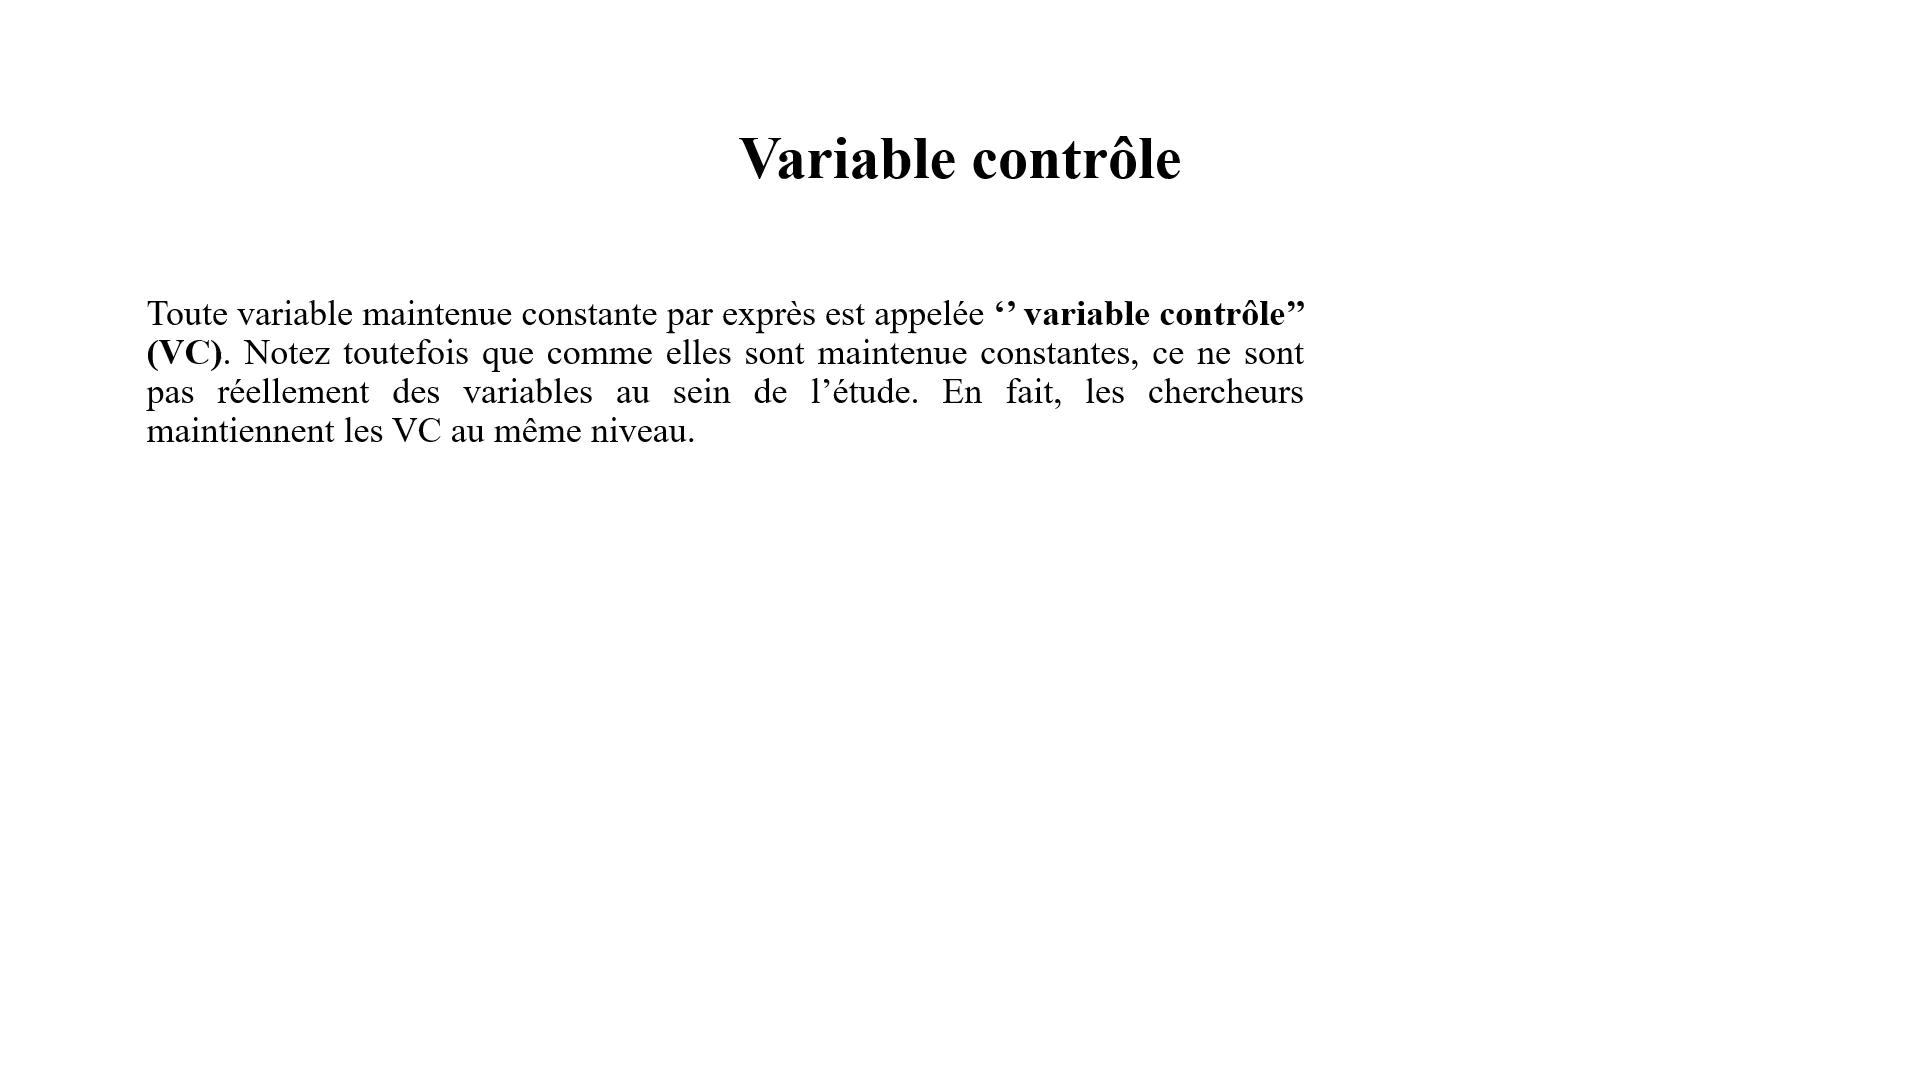 Variable contrôle
Toute variable maintenue constante par exprès est appelée ‘’ variable contrôle’’
(VC). Notez toutefois que comme elles sont maintenue constantes, ce ne sont
pas réellement des variables au sein de l’étude. En fait, les chercheurs
maintiennent les VC au même niveau.